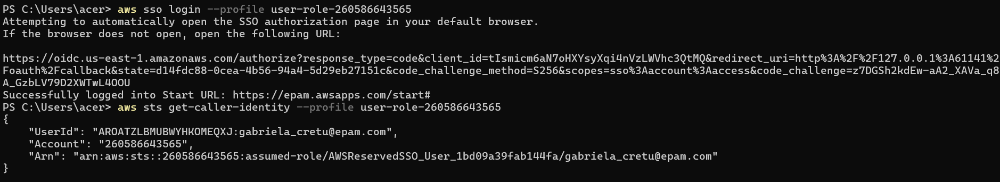 PS C:\Users\acer> aws sso login --profile user-role-260586643565
Attempting to automatically open the SSO authorization page in your default browser.
If the browser does not open, open the following URL:
https://oidc.us-east-1.amazonaws.com/authorize?response_type=code&client_id=tIsmicm6aN7oHXYsyXqi4nVzLWVhc3QtMQ&redirect_uri=http%3A%2F%2F127.0.0.1%3A61141%2
Foauth%2Fcallback&state=d14fdc88-0cea-4b56-94a4-5d29eb27151c&code_challenge_method=S256&scopes=sso%3Aaccount%3Aaccess&code_challenge=z7DGSh2kdEw-aA2_XAVa_q8
A_GzbLV79D2XWTwL4OOU
Successfully logged into Start URL: https://epam.awsapps.com/start#
PS C:\Users\acer> aws sts get-caller-identity --profile user-role-260586643565
{
    "UserId": "AROATZLBMUBWYHKOMEQXJ:gabriela_cretu@epam.com",
    "Account": "260586643565",
    "Arn": "arn:aws:sts::260586643565:assumed-role/AWSReservedSSO_User_1bd09a39fab144fa/gabriela_cretu@epam.com"
}